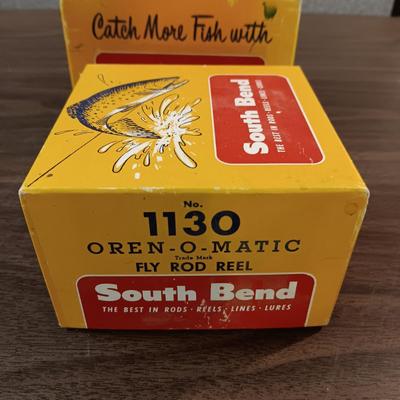 Catch More Fish with
South Bend
THE BEST IN RODS · REELS · LINES · LURES
No.
1130
OREN-O-MATIC
Trade Mark
FLY ROD REEL
South Bend
THE BEST IN RODS · REELS · LINES · LURES